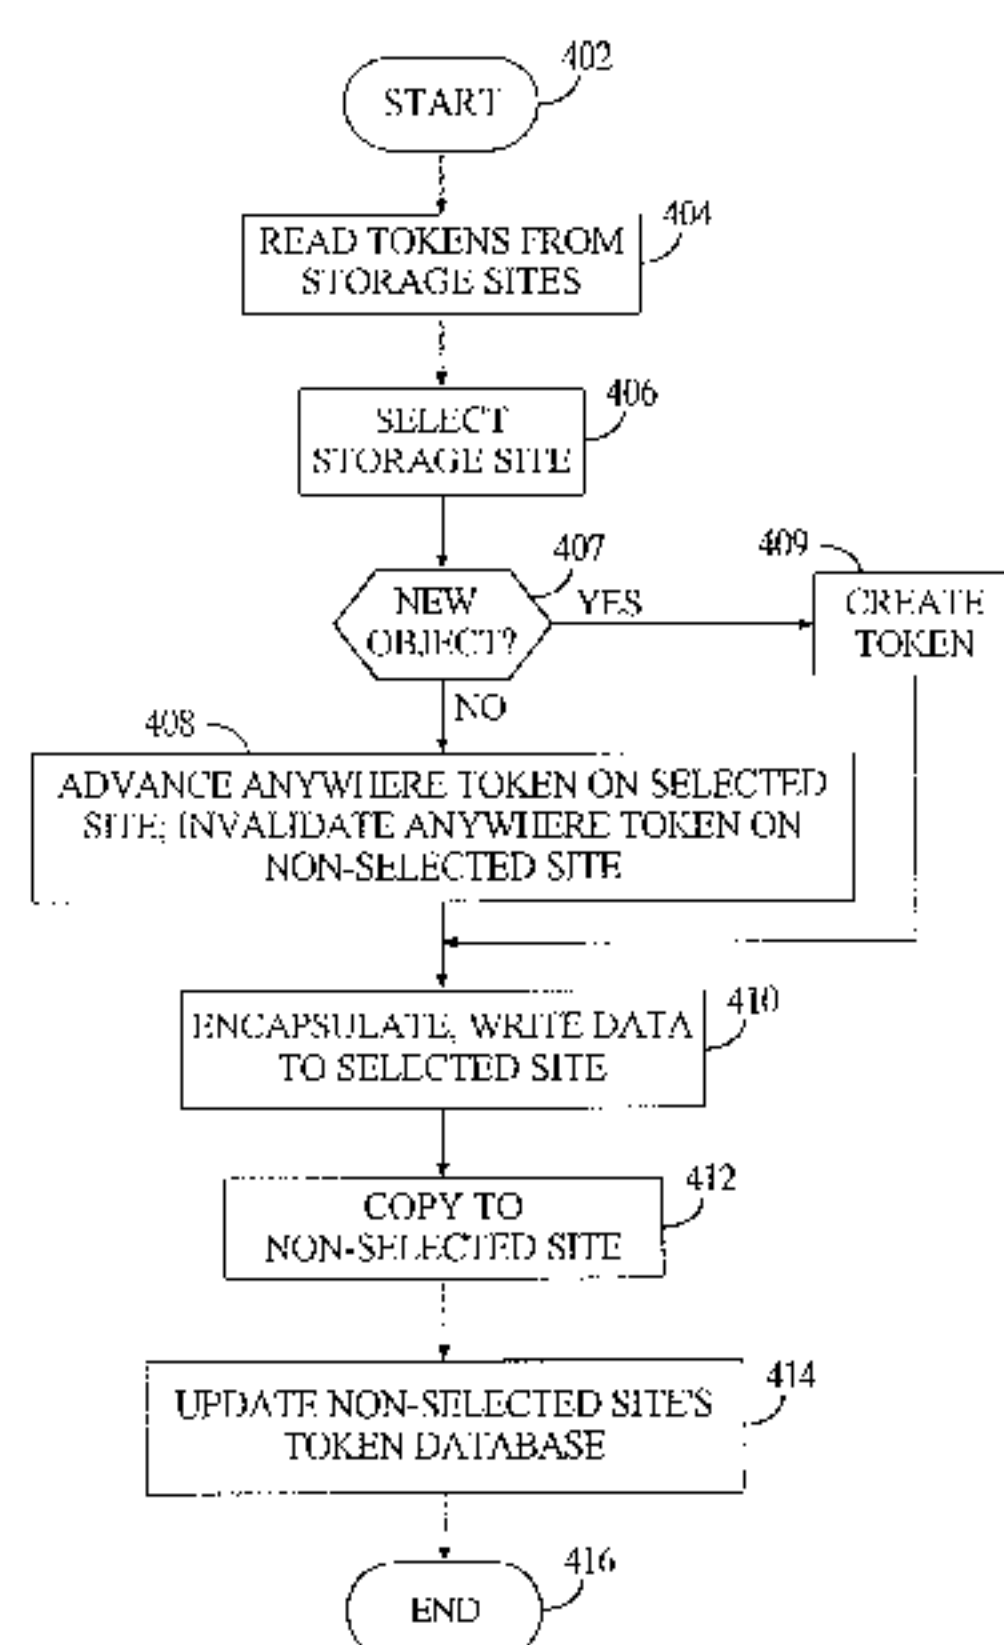 402
START
404
READ TOKENS FROM
STORAGE SITES
406
SELECT
STORAGE SITE
407
NEW
OBJECT?
YES
409
CREATE
TOKEN
NO
408
ADVANCE ANYWHERE TOKEN ON SELECTED
SITE; INVALIDATE ANYWHERE TOKEN ON
NON-SELECTED SITE
410
ENCAPSULATE, WRITE DATA
TO SELECTED SITE
412
COPY TO
NON-SELECTED SITE
414
UPDATE NON-SELECTED SITE'S
TOKEN DATABASE
416
END